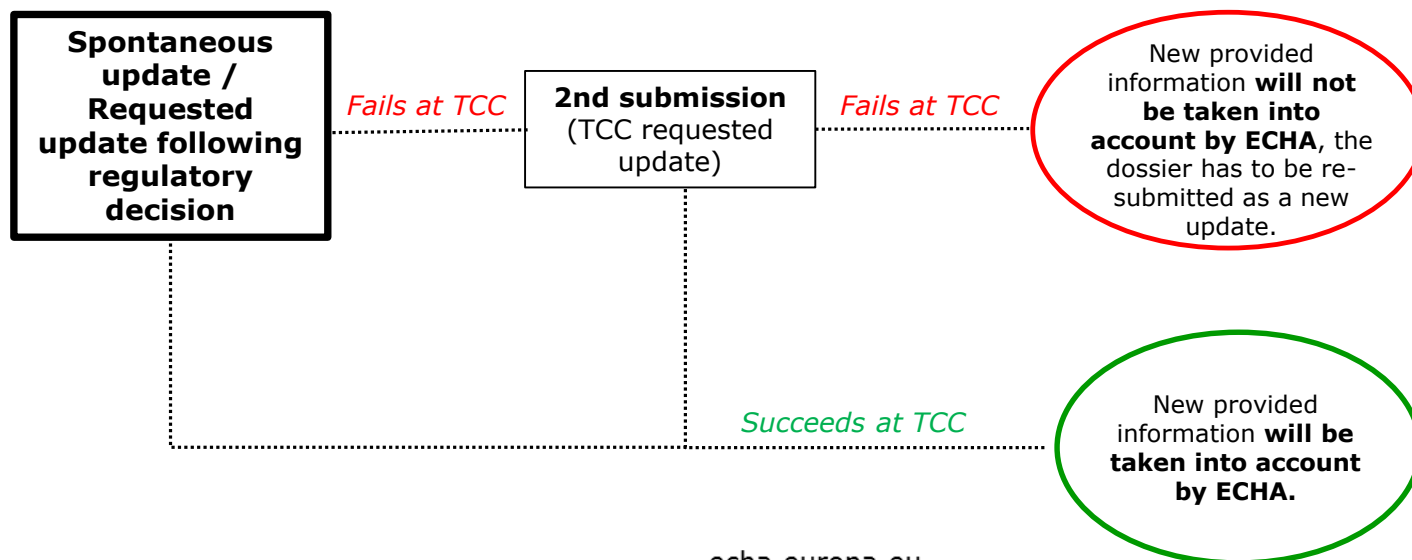 Spontaneous
update /
Requested
update following
regulatory
decision
Fails at TCC
2nd submission
(TCC requested
update)
Fails at TCC
New provided
information will not
be taken into
account by ECHA, the
dossier has to be re-
submitted as a new
update.
Succeeds at TCC
New provided
information will be
taken into account
by ECHA.